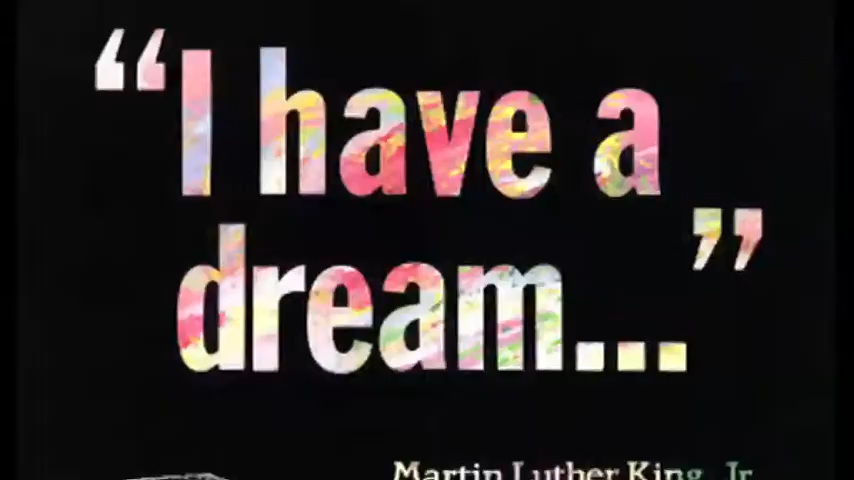 “I have a
dream...”
Martin Luther King, Jr